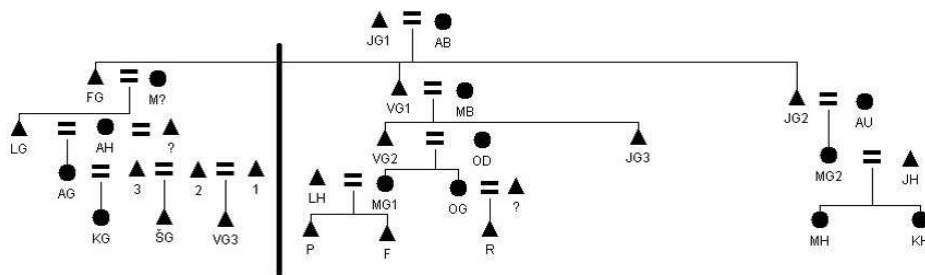 JG1 AB
FG M? VG1 MB JG2 AU
LG AH ? VG2 OD JG3 MG2 JH
AG 3 2 1 LH MG1 OG ?
KG ŠG VG3 P F R MH KH